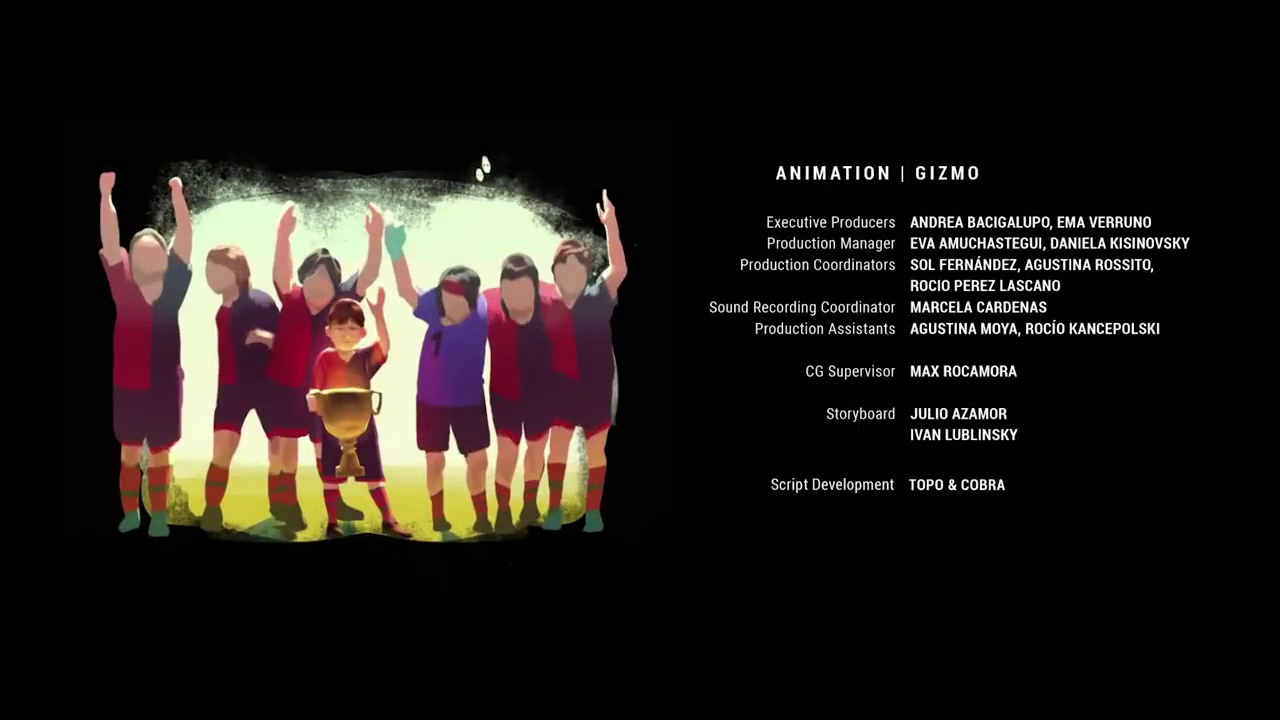 ANIMATION | GIZMO
Executive Producers ANDREA BACIGALUPO, EMA VERRUNO
Production Manager EVA AMUCHASTEGUI, DANIELA KISINOVSKY
Production Coordinators SOL FERNÁNDEZ, AGUSTINA ROSSITO,
ROCIO PEREZ LASCANO
Sound Recording Coordinator MARCELA CARDENAS
Production Assistants AGUSTINA MOYA, ROCÍO KANCEPOLSKI
CG Supervisor MAX ROCAMORA
Storyboard JULIO AZAMOR
IVAN LUBLINSKY
Script Development TOPO & COBRA
1